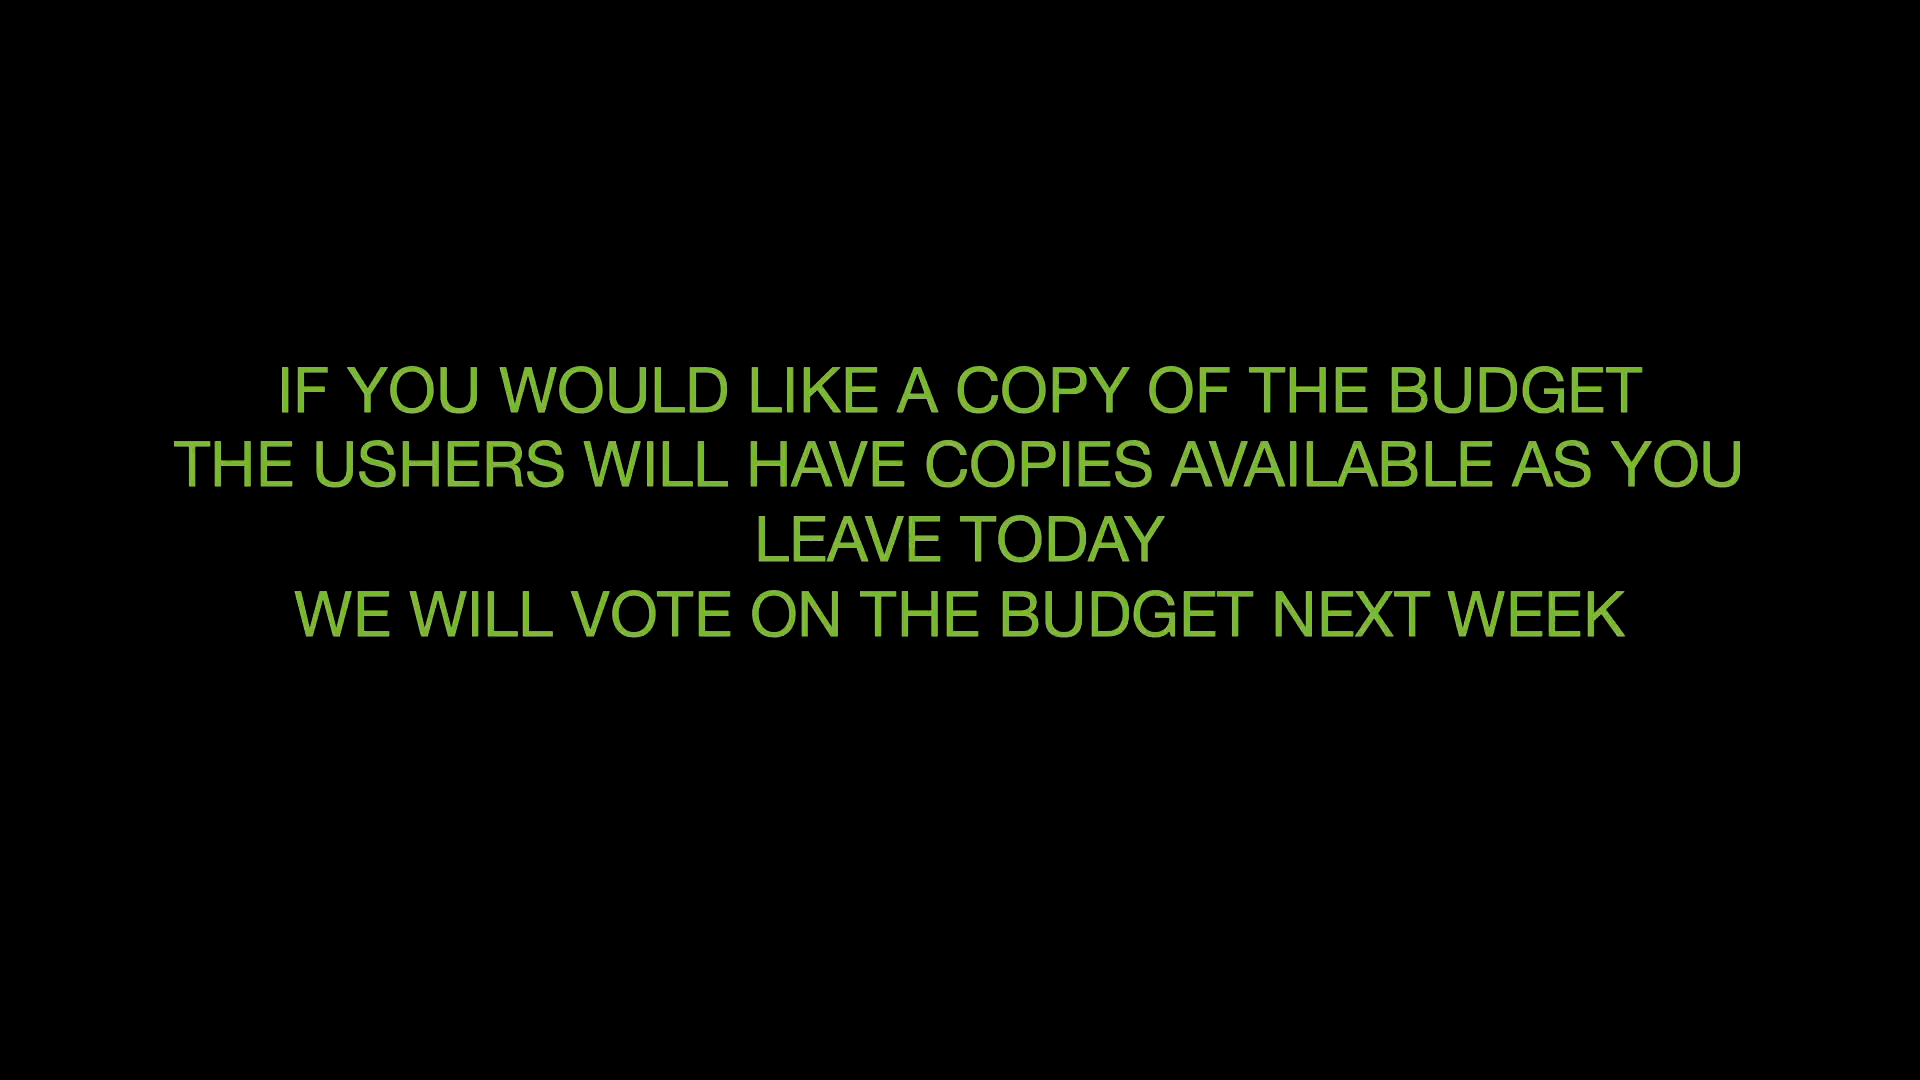 IF YOU WOULD LIKE A COPY OF THE BUDGET
THE USHERS WILL HAVE COPIES AVAILABLE AS YOU
LEAVE TODAY
WE WILL VOTE ON THE BUDGET NEXT WEEK